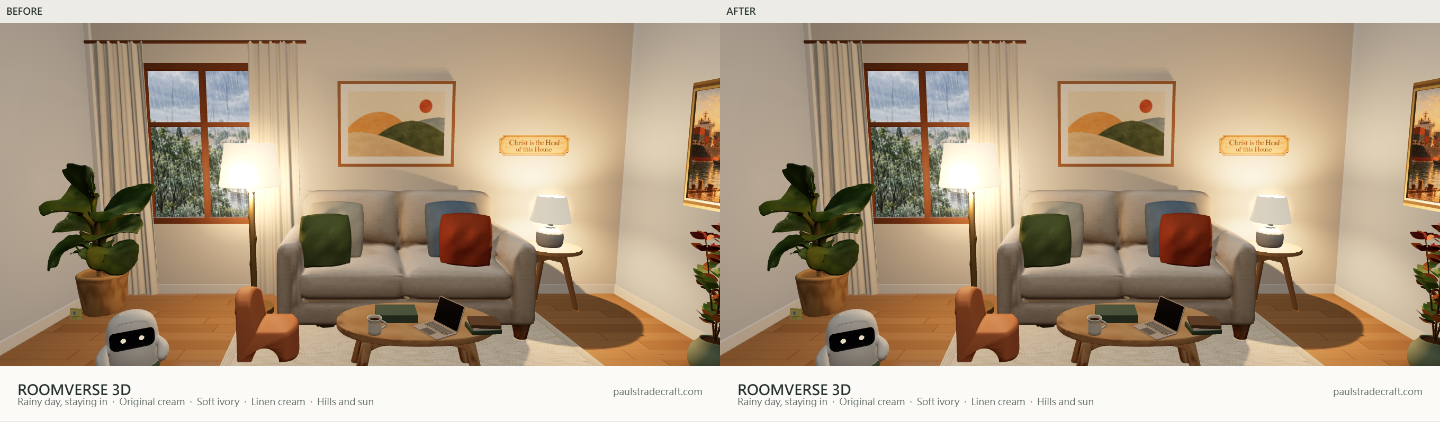 BEFORE
AFTER
Christ is the Head
of this House
Christ is the Head
of this House
ROOMVERSE 3D
Rainy day, staying in · Original cream · Soft ivory · Linen cream · Hills and sun
paulstradecraft.com
ROOMVERSE 3D
Rainy day, staying in · Original cream · Soft ivory · Linen cream · Hills and sun
paulstradecraft.com